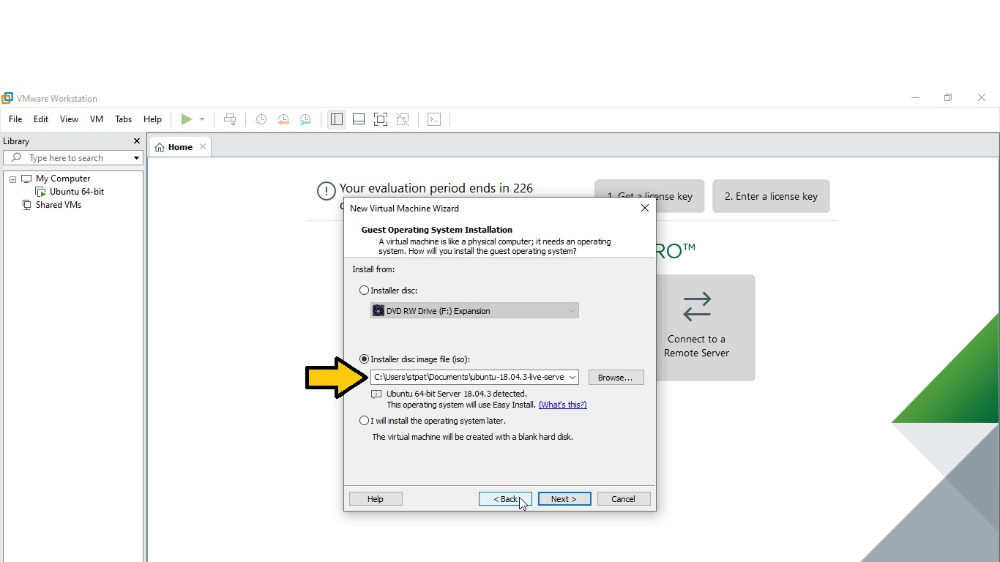 VMware Workstation
File Edit View VM Tabs Help
Library
Type here to search
My Computer
Ubuntu 64-bit
Shared VMs
Home
Your evaluation period ends in 226
1. Get a license key
2. Enter a license key
RO™
Connect to a
Remote Server
New Virtual Machine Wizard
Guest Operating System Installation
A virtual machine is like a physical computer; it needs an operating
system. How will you install the guest operating system?
Install from:
Installer disc:
DVD RW Drive (F:) Expansion
Installer disc image file (iso):
C:\Users\stpat\Documents\ubuntu-18.04.3-live-serve
Browse...
Ubuntu 64-bit Server 18.04.3 detected.
This operating system will use Easy Install. (What's this?)
I will install the operating system later.
The virtual machine will be created with a blank hard disk.
Help
< Back
Next >
Cancel